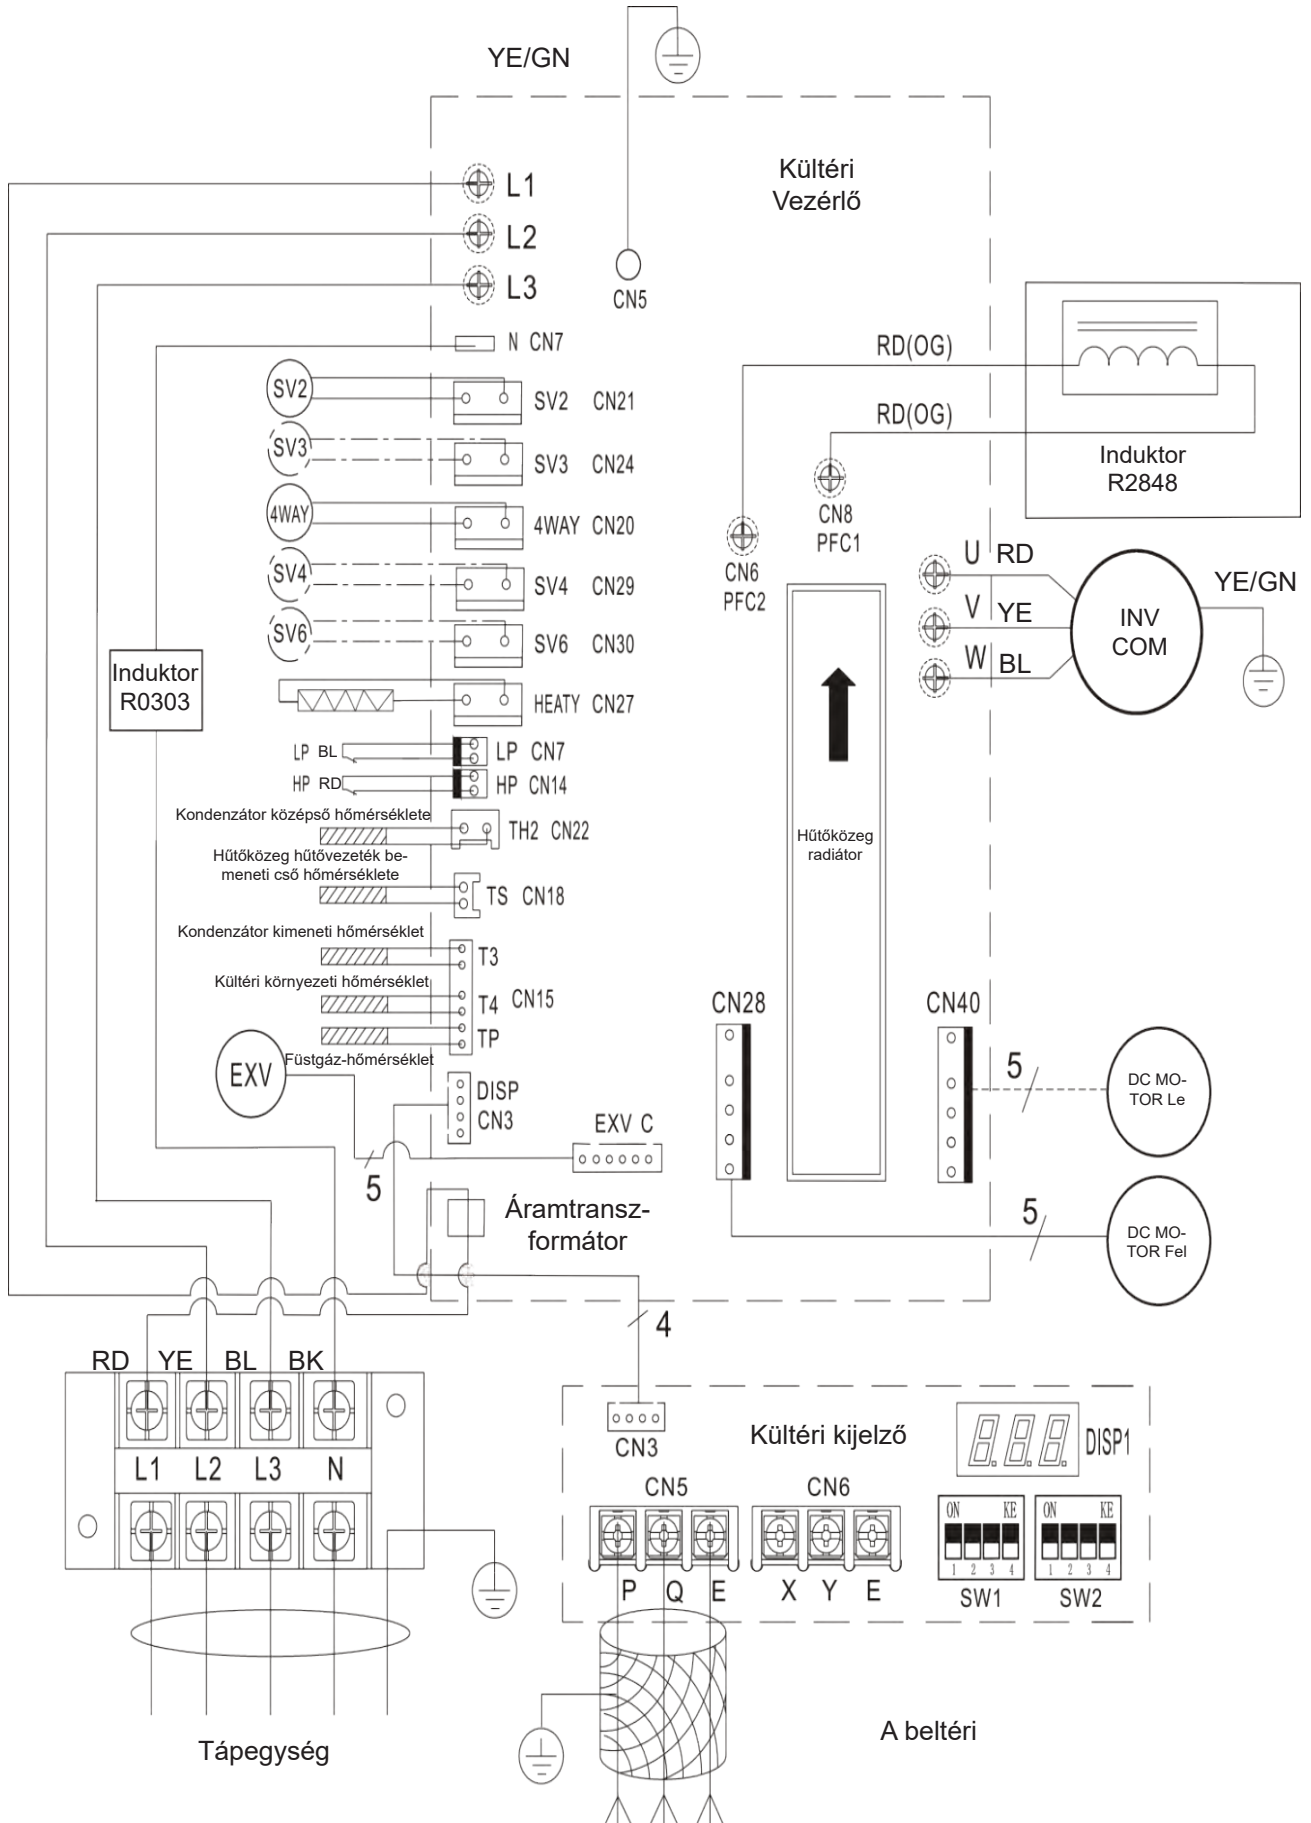 YE/GN
Kültéri
Vezérlő
L1
L2
L3
CN5
N CN7
RD(OG)
SV2
SV2 CN21
RD(OG)
SV3
SV3 CN24
Induktor
R2848
4WAY
4WAY CN20
CN8
PFC1
CN6
PFC2
U RD
YE/GN
SV4
SV4 CN29
V YE
INV
COM
SV6
SV6 CN30
W BL
Induktor
R0303
HEATY CN27
LP BL
LP CN7
HP RD
HP CN14
Kondenzátor középső hőmérséklete
TH2 CN22
Hűtőközeg
radiátor
Hűtőközeg hűtővezeték be-
meneti cső hőmérséklete
TS CN18
Kondenzátor kimeneti hőmérséklet
T3
Kültéri környezeti hőmérséklet
T4 CN15
TP
Füstgáz-hőmérséklet
EXV
CN28
CN40
5
DC MO-
TOR Le
DISP
CN3
EXV C
5
Áramtransz-
formátor
5
DC MO-
TOR Fel
4
RD YE BL BK
L1 L2 L3 N
CN3
Kültéri kijelző
8.8.8.
DISP1
CN5
CN6
ON KE
1 2 3 4
SW1
ON KE
1 2 3 4
SW2
P Q E
X Y E
Tápegység
A beltéri